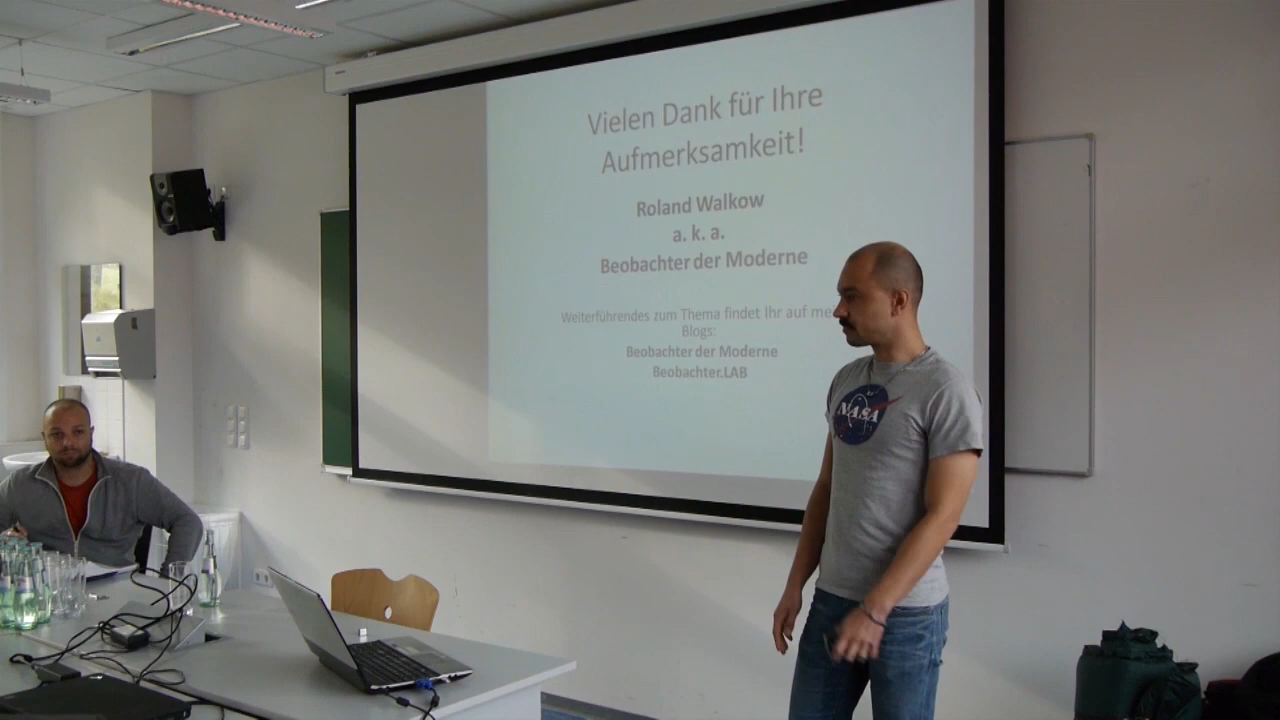 Vielen Dank für Ihre
Aufmerksamkeit!
Roland Walkow
a. k. a.
Beobachter der Moderne
Weiterführendes zum Thema findet Ihr auf
Blogs:
Beobachter der Moderne
Beobachter.LAB
NASA